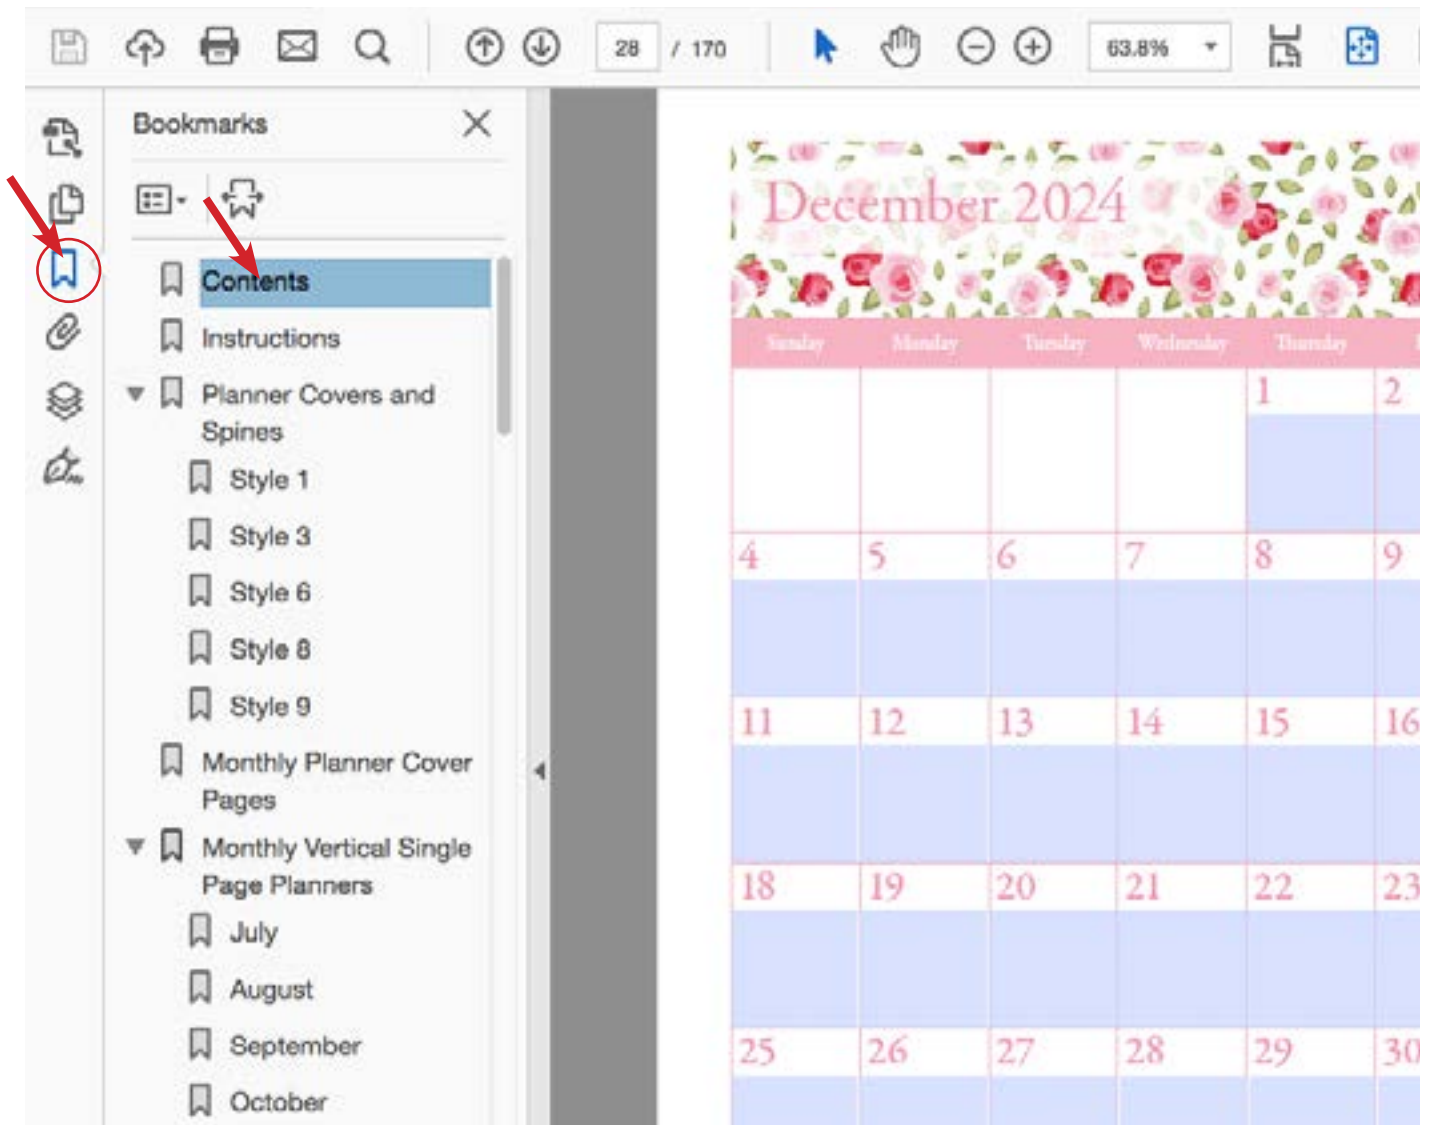 28 / 170
63.8%
Bookmarks
Contents
Instructions
Planner Covers and
Spines
Style 1
Style 3
Style 6
Style 8
Style 9
Monthly Planner Cover
Pages
Monthly Vertical Single
Page Planners
July
August
September
October
December 2024
Sunday Monday Tuesday Wednesday Thursday
1 2
4 5 6 7 8 9
11 12 13 14 15 16
18 19 20 21 22 23
25 26 27 28 29 30